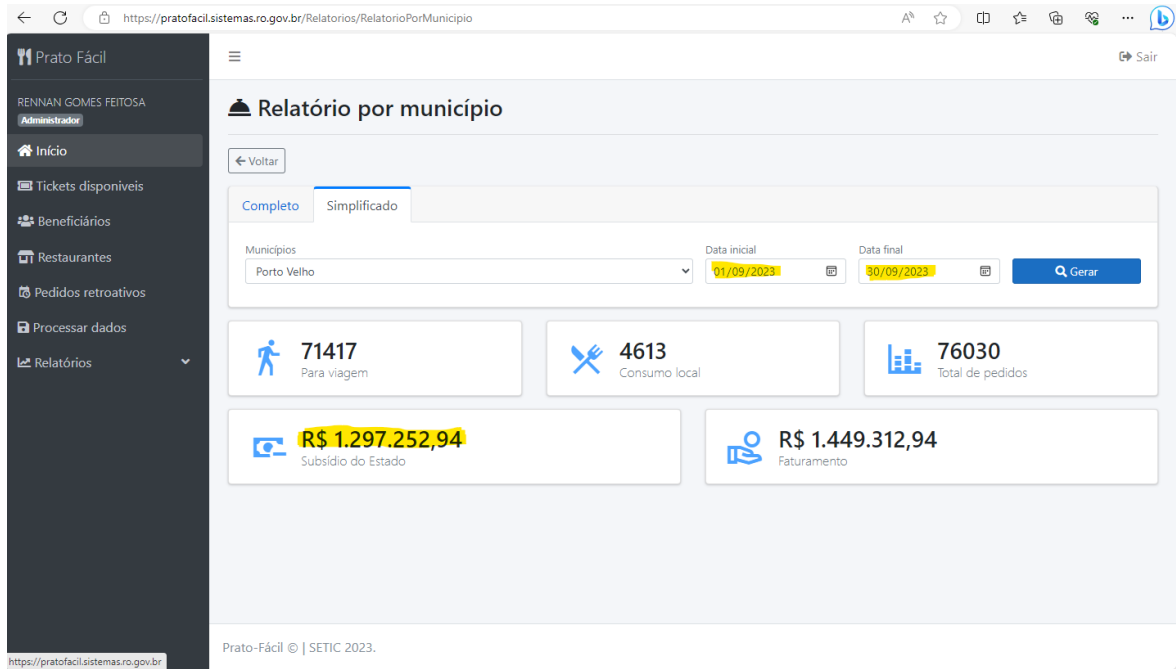 https://pratofacil.sistemas.ro.gov.br/Relatorios/RelatorioPorMunicipio
Prato Fácil
Sair
RENNAN GOMES FEITOSA
Administrador
Início
Tickets disponiveis
Beneficiários
Restaurantes
Pedidos retroativos
Processar dados
Relatórios
Relatório por município
Voltar
Completo Simplificado
Municípios Data inicial Data final
Porto Velho 01/09/2023 30/09/2023 Gerar
71417 4613 76030
Para viagem Consumo local Total de pedidos
R$ 1.297.252,94 R$ 1.449.312,94
Subsídio do Estado Faturamento
Prato-Fácil © | SETIC 2023.
https://pratofacil.sistemas.ro.gov.br